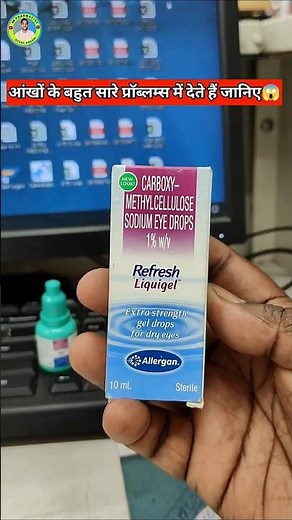 आंखों के बहुत सारे प्रॉब्लम्स में देते हैं जानिए😱
NEW LOOK!
CARBOXY-
METHYLCELLULOSE
SODIUM EYE DROPS
1% w/v
Refresh
Liquigel™
Extra strength
gel drops
for dry eyes
Allergan
10 mL
Sterile